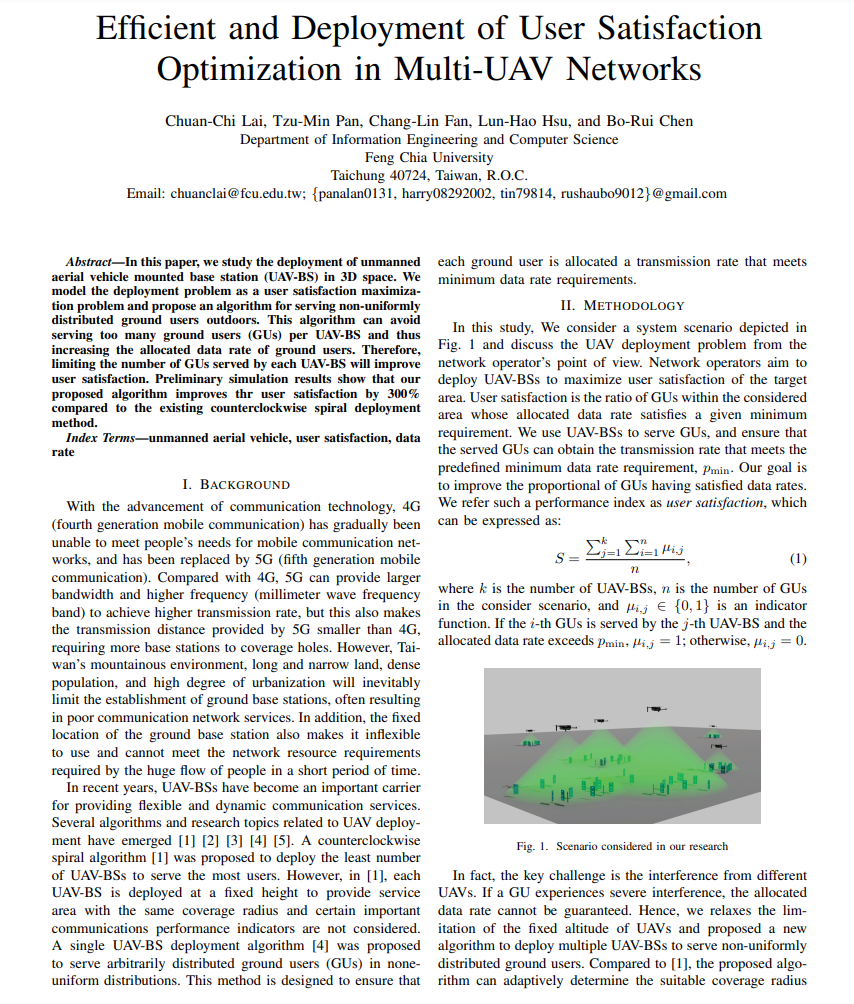 Efficient and Deployment of User Satisfaction
Optimization in Multi-UAV Networks
Chuan-Chi Lai, Tzu-Min Pan, Chang-Lin Fan, Lun-Hao Hsu, and Bo-Rui Chen
Department of Information Engineering and Computer Science
Feng Chia University
Taichung 40724, Taiwan, R.O.C.
Email: chuanclai@fcu.edu.tw; {panalan0131, harry08292002, tin79814, rushaubo9012}@gmail.com
Abstract—In this paper, we study the deployment of unmanned
aerial vehicle mounted base station (UAV-BS) in 3D space. We
model the deployment problem as a user satisfaction maximiza-
tion problem and propose an algorithm for serving non-uniformly
distributed ground users outdoors. This algorithm can avoid
serving too many ground users (GUs) per UAV-BS and thus
increasing the allocated data rate of ground users. Therefore,
limiting the number of GUs served by each UAV-BS will improve
user satisfaction. Preliminary simulation results show that our
proposed algorithm improves thr user satisfaction by 300%
compared to the existing counterclockwise spiral deployment
method.
Index Terms—unmanned aerial vehicle, user satisfaction, data
rate
I. BACKGROUND
With the advancement of communication technology, 4G
(fourth generation mobile communication) has gradually been
unable to meet people's needs for mobile communication net-
works, and has been replaced by 5G (fifth generation mobile
communication). Compared with 4G, 5G can provide larger
bandwidth and higher frequency (millimeter wave frequency
band) to achieve higher transmission rate, but this also makes
the transmission distance provided by 5G smaller than 4G,
requiring more base stations to coverage holes. However, Tai-
wan's mountainous environment, long and narrow land, dense
population, and high degree of urbanization will inevitably
limit the establishment of ground base stations, often resulting
in poor communication network services. In addition, the fixed
location of the ground base station also makes it inflexible
to use and cannot meet the network resource requirements
required by the huge flow of people in a short period of time.
In recent years, UAV-BSs have become an important carrier
for providing flexible and dynamic communication services.
Several algorithms and research topics related to UAV deploy-
ment have emerged [1] [2] [3] [4] [5]. A counterclockwise
spiral algorithm [1] was proposed to deploy the least number
of UAV-BSs to serve the most users. However, in [1], each
UAV-BS is deployed at a fixed height to provide service
area with the same coverage radius and certain important
communications performance indicators are not considered.
A single UAV-BS deployment algorithm [4] was proposed
to serve arbitrarily distributed ground users (GUs) in none-
uniform distributions. This method is designed to ensure that
each ground user is allocated a transmission rate that meets
minimum data rate requirements.
II. METHODOLOGY
In this study, We consider a system scenario depicted in
Fig. 1 and discuss the UAV deployment problem from the
network operator's point of view. Network operators aim to
deploy UAV-BSs to maximize user satisfaction of the target
area. User satisfaction is the ratio of GUs within the considered
area whose allocated data rate satisfies a given minimum
requirement. We use UAV-BSs to serve GUs, and ensure that
the served GUs can obtain the transmission rate that meets the
predefined minimum data rate requirement, p_min. Our goal is
to improve the proportional of GUs having satisfied data rates.
We refer such a performance index as user satisfaction, which
can be expressed as:
S = ∑_{j=1}^{k} ∑_{i=1}^{n} μ_{i,j} / n, (1)
where k is the number of UAV-BSs, n is the number of GUs
in the consider scenario, and μ_{i,j} ∈ {0, 1} is an indicator
function. If the i-th GUs is served by the j-th UAV-BS and the
allocated data rate exceeds p_min, μ_{i,j} = 1; otherwise, μ_{i,j} = 0.
Fig. 1. Scenario considered in our research
In fact, the key challenge is the interference from different
UAVs. If a GU experiences severe interference, the allocated
data rate cannot be guaranteed. Hence, we relaxes the lim-
itation of the fixed altitude of UAVs and proposed a new
algorithm to deploy multiple UAV-BSs to serve non-uniformly
distributed ground users. Compared to [1], the proposed algo-
rithm can adaptively determine the suitable coverage radius